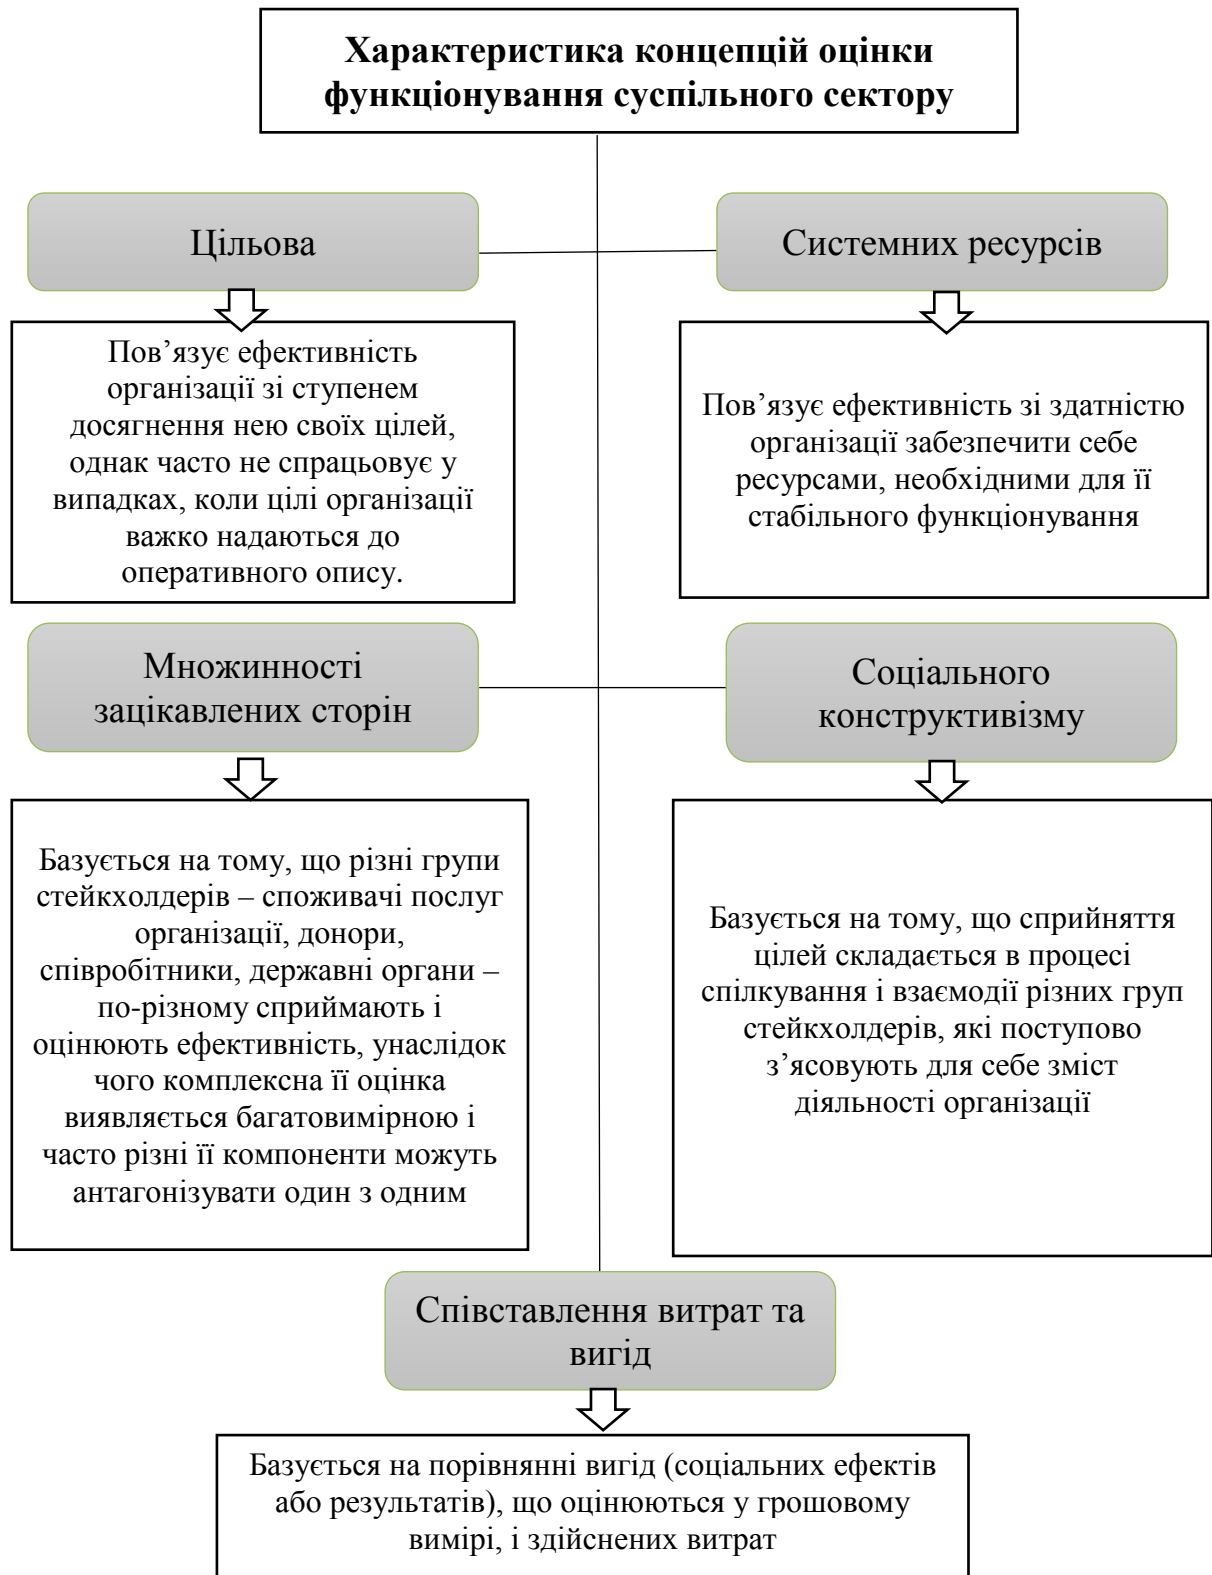 Характеристика концепцій оцінки
функціонування суспільного сектору
Цільова
Системних ресурсів
Пов’язує ефективність
організації зі ступенем
досягнення нею своїх цілей,
однак часто не спрацьовує у
випадках, коли цілі організації
важко надаються до
оперативного опису.
Пов’язує ефективність зі здатністю
організації забезпечити себе
ресурсами, необхідними для її
стабільного функціонування
Множинності
зацікавлених сторін
Соціального
конструктивізму
Базується на тому, що різні групи
стейкхолдерів – споживачі послуг
організації, донори,
співробітники, державні органи –
по-різному сприймають і
оцінюють ефективність, унаслідок
чого комплексна її оцінка
виявляється багатовимірною і
часто різні її компоненти можуть
антагонізувати один з одним
Базується на тому, що сприйняття
цілей складається в процесі
спілкування і взаємодії різних груп
стейкхолдерів, які поступово
з’ясовують для себе зміст
діяльності організації
Співставлення витрат та
вигід
Базується на порівнянні вигід (соціальних ефектів
або результатів), що оцінюються у грошовому
вимірі, і здійснених витрат